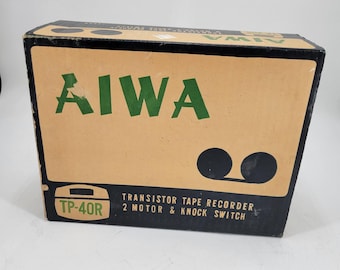 AIWA
TP-40R
TRANSISTOR TAPE RECORDER
2 MOTOR & KNOCK SWITCH